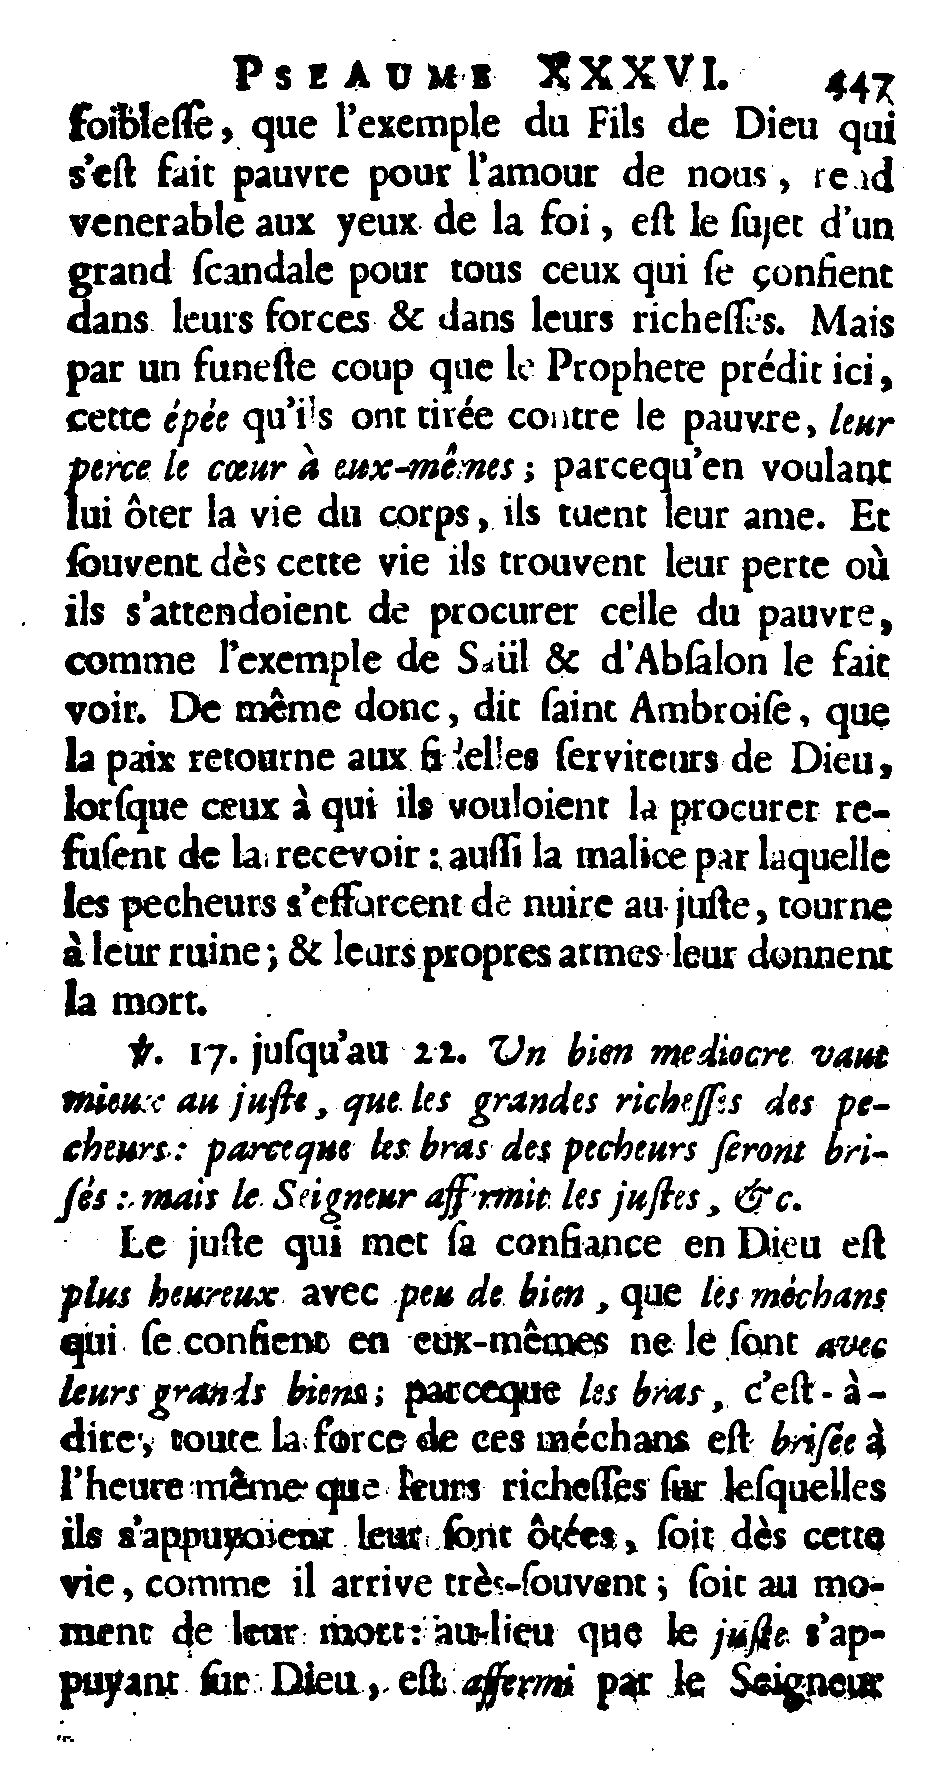 PSEAUME XXXVI. 447
foiblesse, que l'exemple du Fils de Dieu qui
s'est fait pauvre pour l'amour de nous, rend
venerable aux yeux de la foi, est le sujet d'un
grand scandale pour tous ceux qui se confient
dans leurs forces & dans leurs richesses. Mais
par un funeste coup que le Prophete prédit ici,
cette épée qu'ils ont tirée contre le pauvre, leur
perce le cœur à eux-mêmes; parcequ'en voulant
lui ôter la vie du corps, ils tuent leur ame. Et
souvent dès cette vie ils trouvent leur perte où
ils s'attendoient de procurer celle du pauvre,
comme l'exemple de Saül & d'Absalon le fait
voir. De même donc, dit saint Ambroise, que
la paix retourne aux fidelles serviteurs de Dieu,
lorsque ceux à qui ils vouloient la procurer re-
fusent de la recevoir: aussi la malice par laquelle
les pecheurs s'efforcent de nuire au juste, tourne
à leur ruine; & leurs propres armes leur donnent
la mort.
℣. 17. jusqu'au 22. Un bien mediocre vaut
mieux au juste, que les grandes richesses des pe-
cheurs: parceque les bras des pecheurs seront bri-
sés: mais le Seigneur affermit les justes, &c.
Le juste qui met sa confiance en Dieu est
plus heureux avec peu de bien, que les méchans
qui se confient en eux-mêmes ne le sont avec
leurs grands biens; parceque les bras, c'est-à-
dire, toute la force de ces méchans est brisée à
l'heure même que leurs richesses sur lesquelles
ils s'appuyoient leur sont ôtées, soit dès cette
vie, comme il arrive très-souvent; soit au mo-
ment de leur mort: au-lieu que le juste s'ap-
puyant sur Dieu, est affermi par le Seigneur